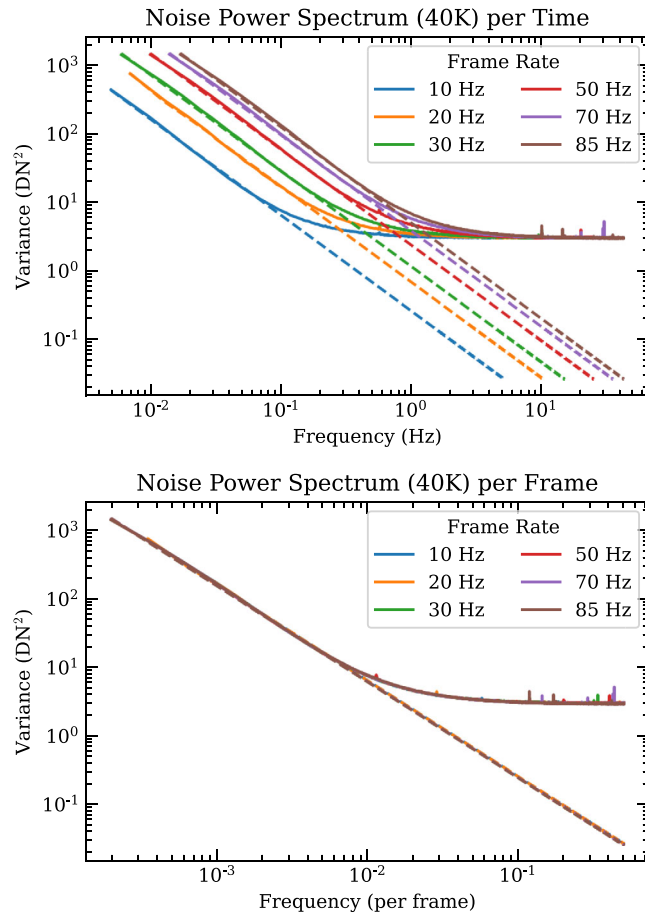 Noise Power Spectrum (40K) per Time
Variance (DN²)
10³
10²
10¹
10⁰
10⁻¹
Frame Rate
10 Hz 50 Hz
20 Hz 70 Hz
30 Hz 85 Hz
10⁻² 10⁻¹ 10⁰ 10¹
Frequency (Hz)
Noise Power Spectrum (40K) per Frame
Variance (DN²)
10³
10²
10¹
10⁰
10⁻¹
Frame Rate
10 Hz 50 Hz
20 Hz 70 Hz
30 Hz 85 Hz
10⁻³ 10⁻² 10⁻¹
Frequency (per frame)